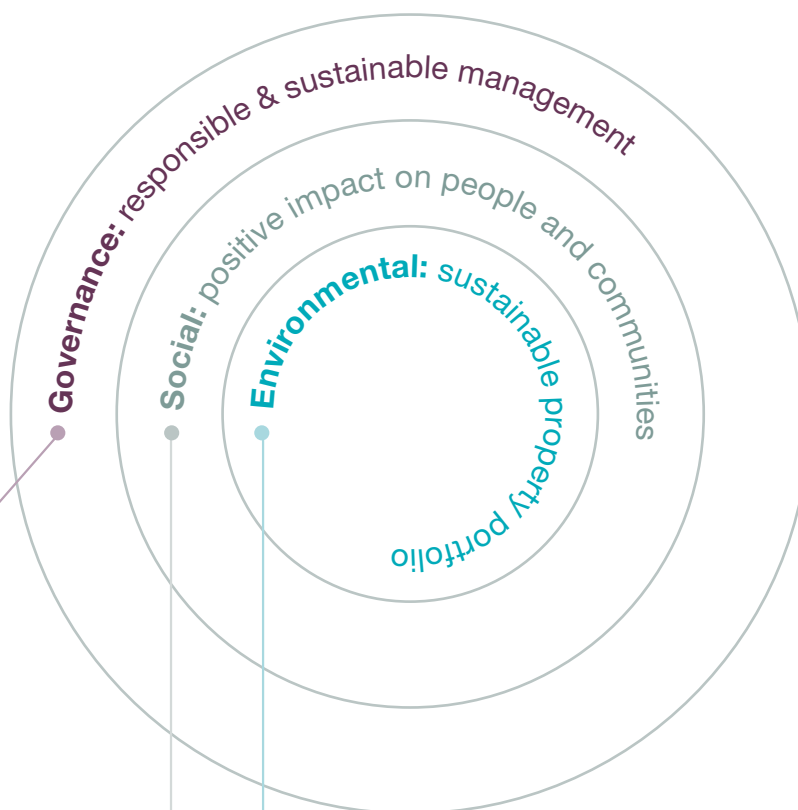 Governance: responsible & sustainable management
Social: positive impact on people and communities
Environmental: sustainable property portfolio